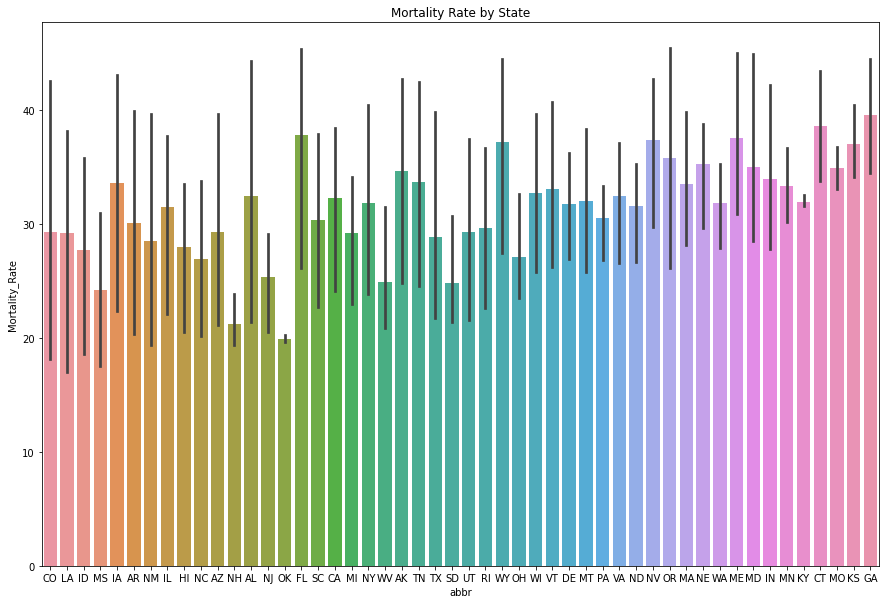 Mortality Rate by State
Mortality_Rate
40
30
20
10
0
CO LA ID MS IA AR NM IL HI NC AZ NH AL NJ OK FL SC CA MI NY WV AK TN TX SD UT RI WY OH WI VT DE MT PA VA ND NV OR MA NE WA ME MD IN MN KY CT MO KS GA
abbr